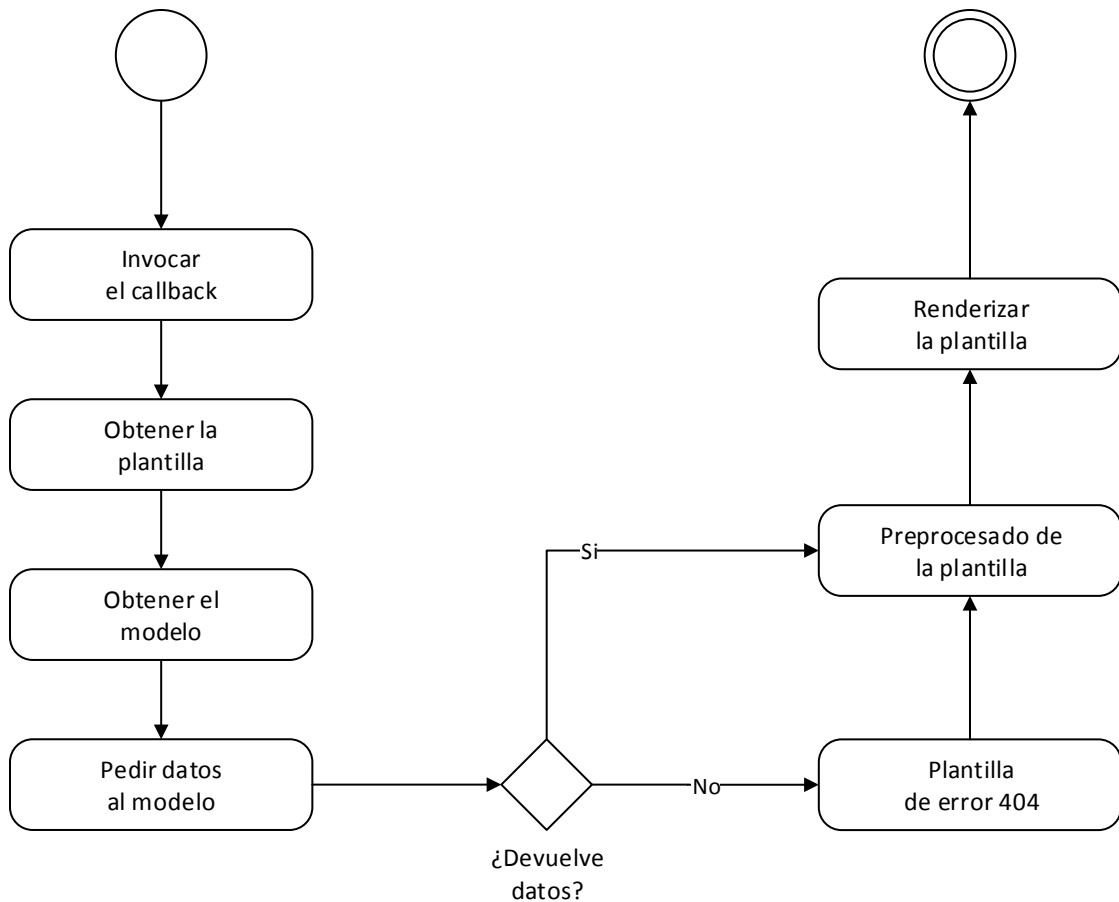 Invocar
el callback
Obtener la
plantilla
Obtener el
modelo
Pedir datos
al modelo
¿Devuelve
datos?
Si
No
Plantilla
de error 404
Preprocesado de
la plantilla
Renderizar
la plantilla